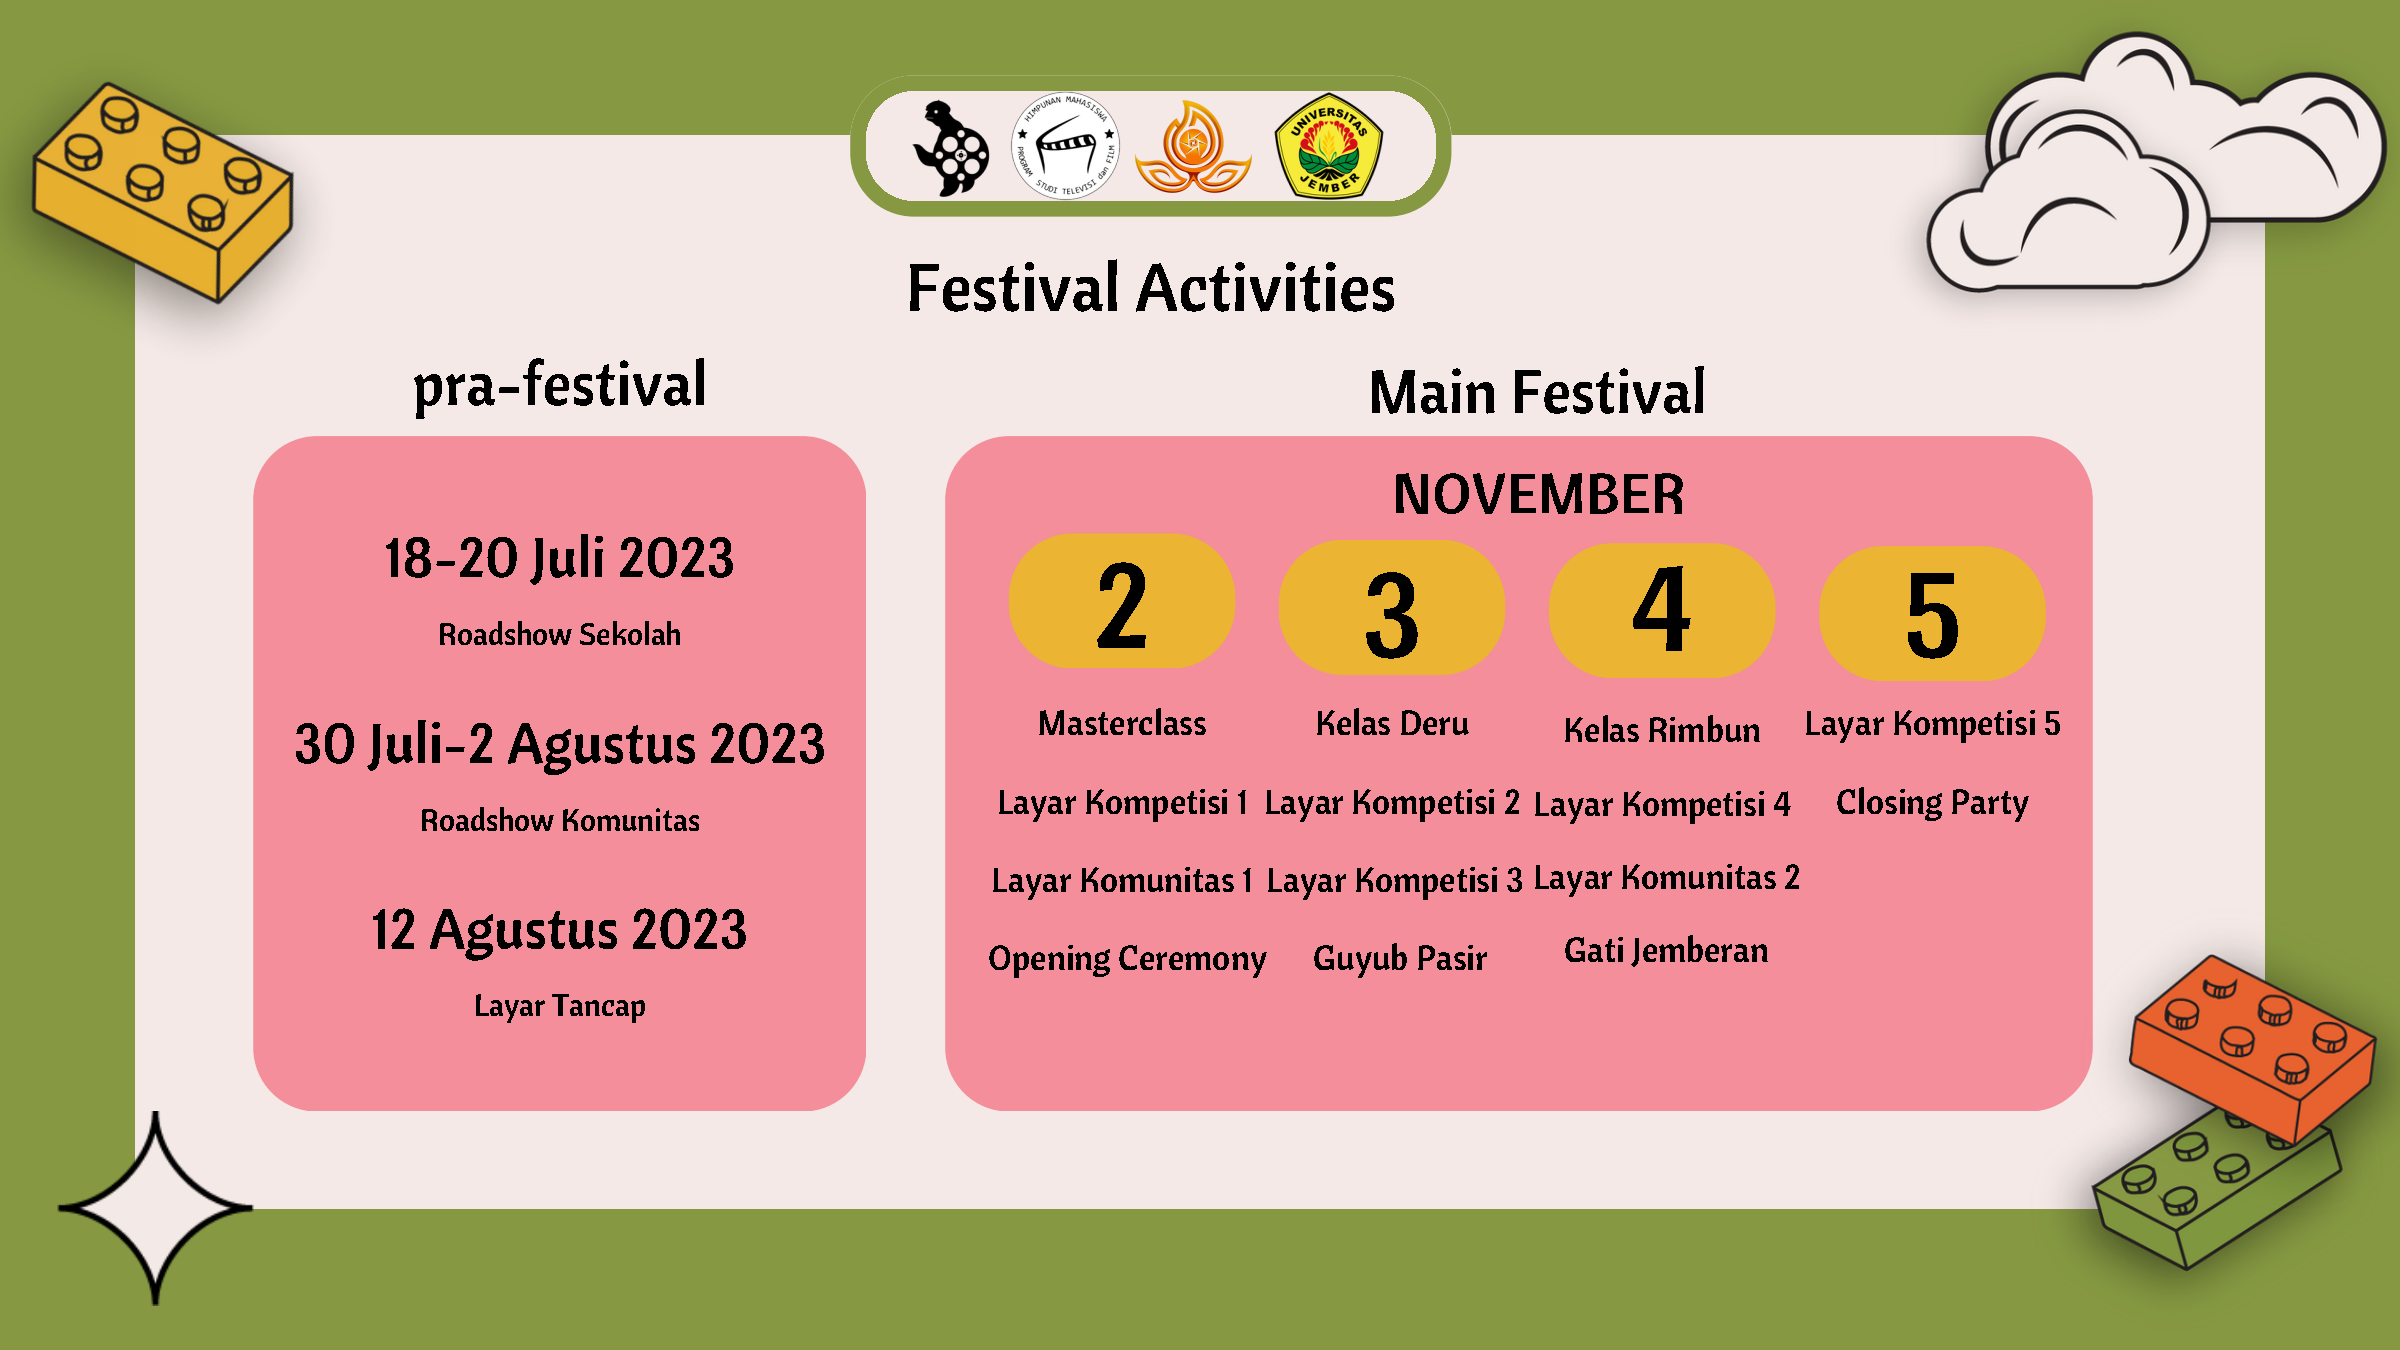 HIMPUNAN MAHASISWA
PROGRAM STUDI TELEVISI dan FILM
UNIVERSITAS
JEMBER
Festival Activities
pra-festival
18-20 Juli 2023
Roadshow Sekolah
30 Juli-2 Agustus 2023
Roadshow Komunitas
12 Agustus 2023
Layar Tancap
Main Festival
NOVEMBER
2
Masterclass
Layar Kompetisi 1
Layar Komunitas 1
Opening Ceremony
3
Kelas Deru
Layar Kompetisi 2
Layar Kompetisi 3
Guyub Pasir
4
Kelas Rimbun
Layar Kompetisi 4
Layar Komunitas 2
Gati Jemberan
5
Layar Kompetisi 5
Closing Party